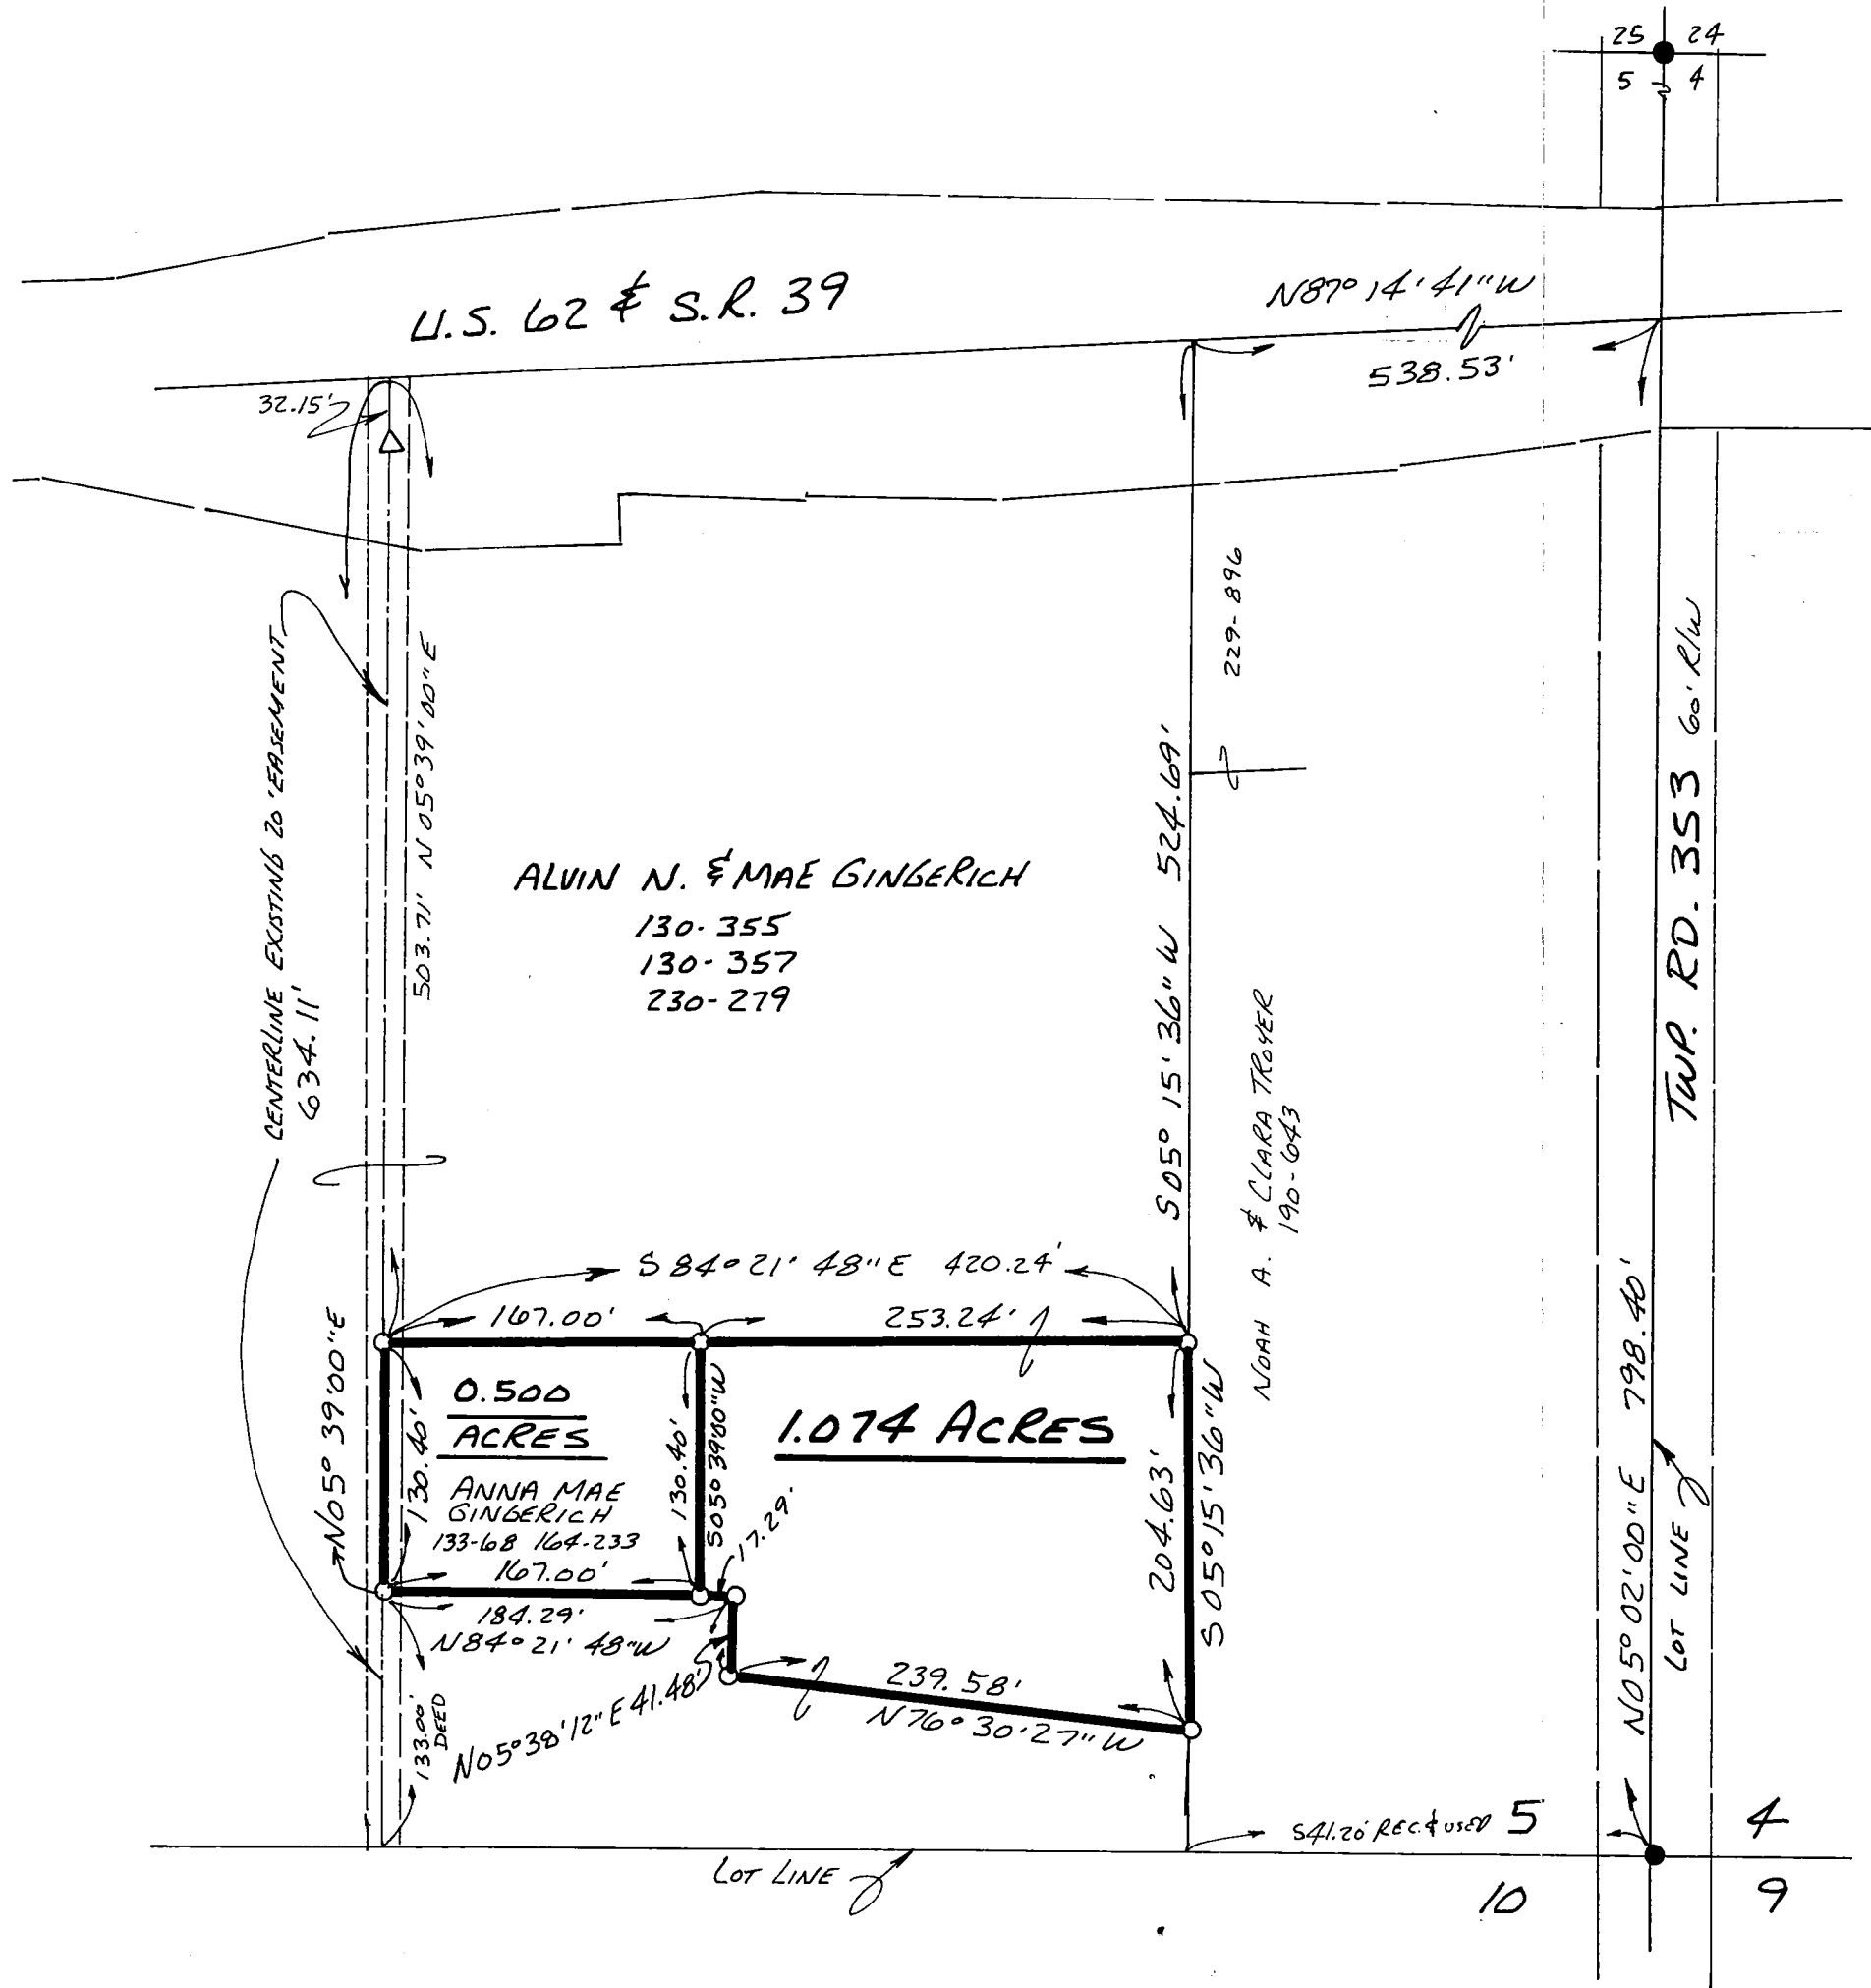 25 24
5 4
U.S. 62 & S.R. 39
N87° 14' 41" W
538.53'
32.15'
CENTERLINE EXISTING 20' EASEMENT
634.11'
503.71' N 05° 39' 00" E
ALVIN N. & MAE GINGERICH
130-355
130-357
230-279
S05° 15' 36" W 524.69'
229-896
NOAH A. & CLARA TROYER
190-643
TWP. RD. 353 60' R/W
N05° 02' 00" E 798.40'
LOT LINE
S 84° 21' 48" E 420.24'
167.00'
253.24'
N05° 39' 00" E
130.40'
0.500
ACRES
ANNA MAE
GINGERICH
133-68 164-233
167.00'
130.40'
S05° 39' 00" W
17.29'
1.074 ACRES
204.63'
S 05° 15' 36" W
184.29'
N84° 21' 48" W
N05° 38' 12" E 41.48'
239.58'
N76° 30' 27" W
133.00'
DEED
541.20' REC. & USED
5
4
LOT LINE
10
9